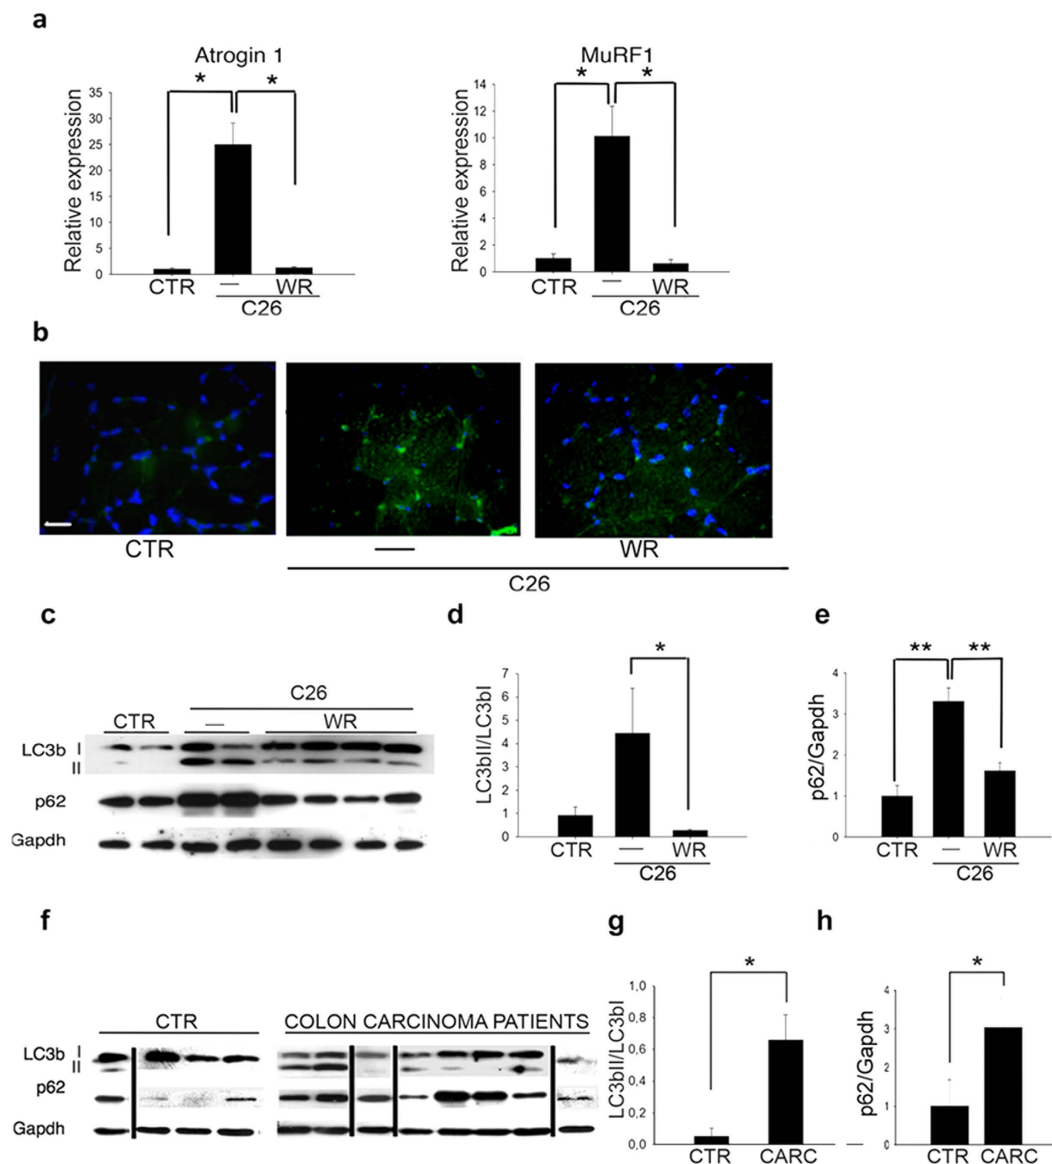 a
Atrogin 1
MuRF1
* *
* *
Relative expression
35
30
25
20
15
10
5
0
CTR — WR
C26
Relative expression
14
12
10
8
6
4
2
0
CTR — WR
C26
b
CTR — WR
C26
c
C26
CTR — WR
LC3b I
II
p62
Gapdh
d
*
LC3bII/LC3bI
7
6
5
4
3
2
1
0
CTR — WR
C26
e
** **
p62/Gapdh
4
3
2
1
0
CTR — WR
C26
f
CTR COLON CARCINOMA PATIENTS
LC3b I
II
p62
Gapdh
g
*
LC3bII/LC3bI
1,0
0,8
0,6
0,4
0,2
0,0
CTR CARC
h
*
p62/Gapdh
4
3
2
1
0
CTR CARC